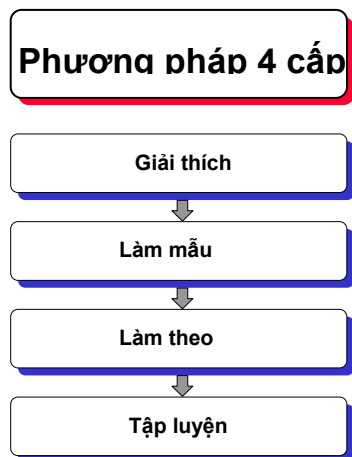 Phương pháp 4 cấp
Giải thích
Làm mẫu
Làm theo
Tập luyện